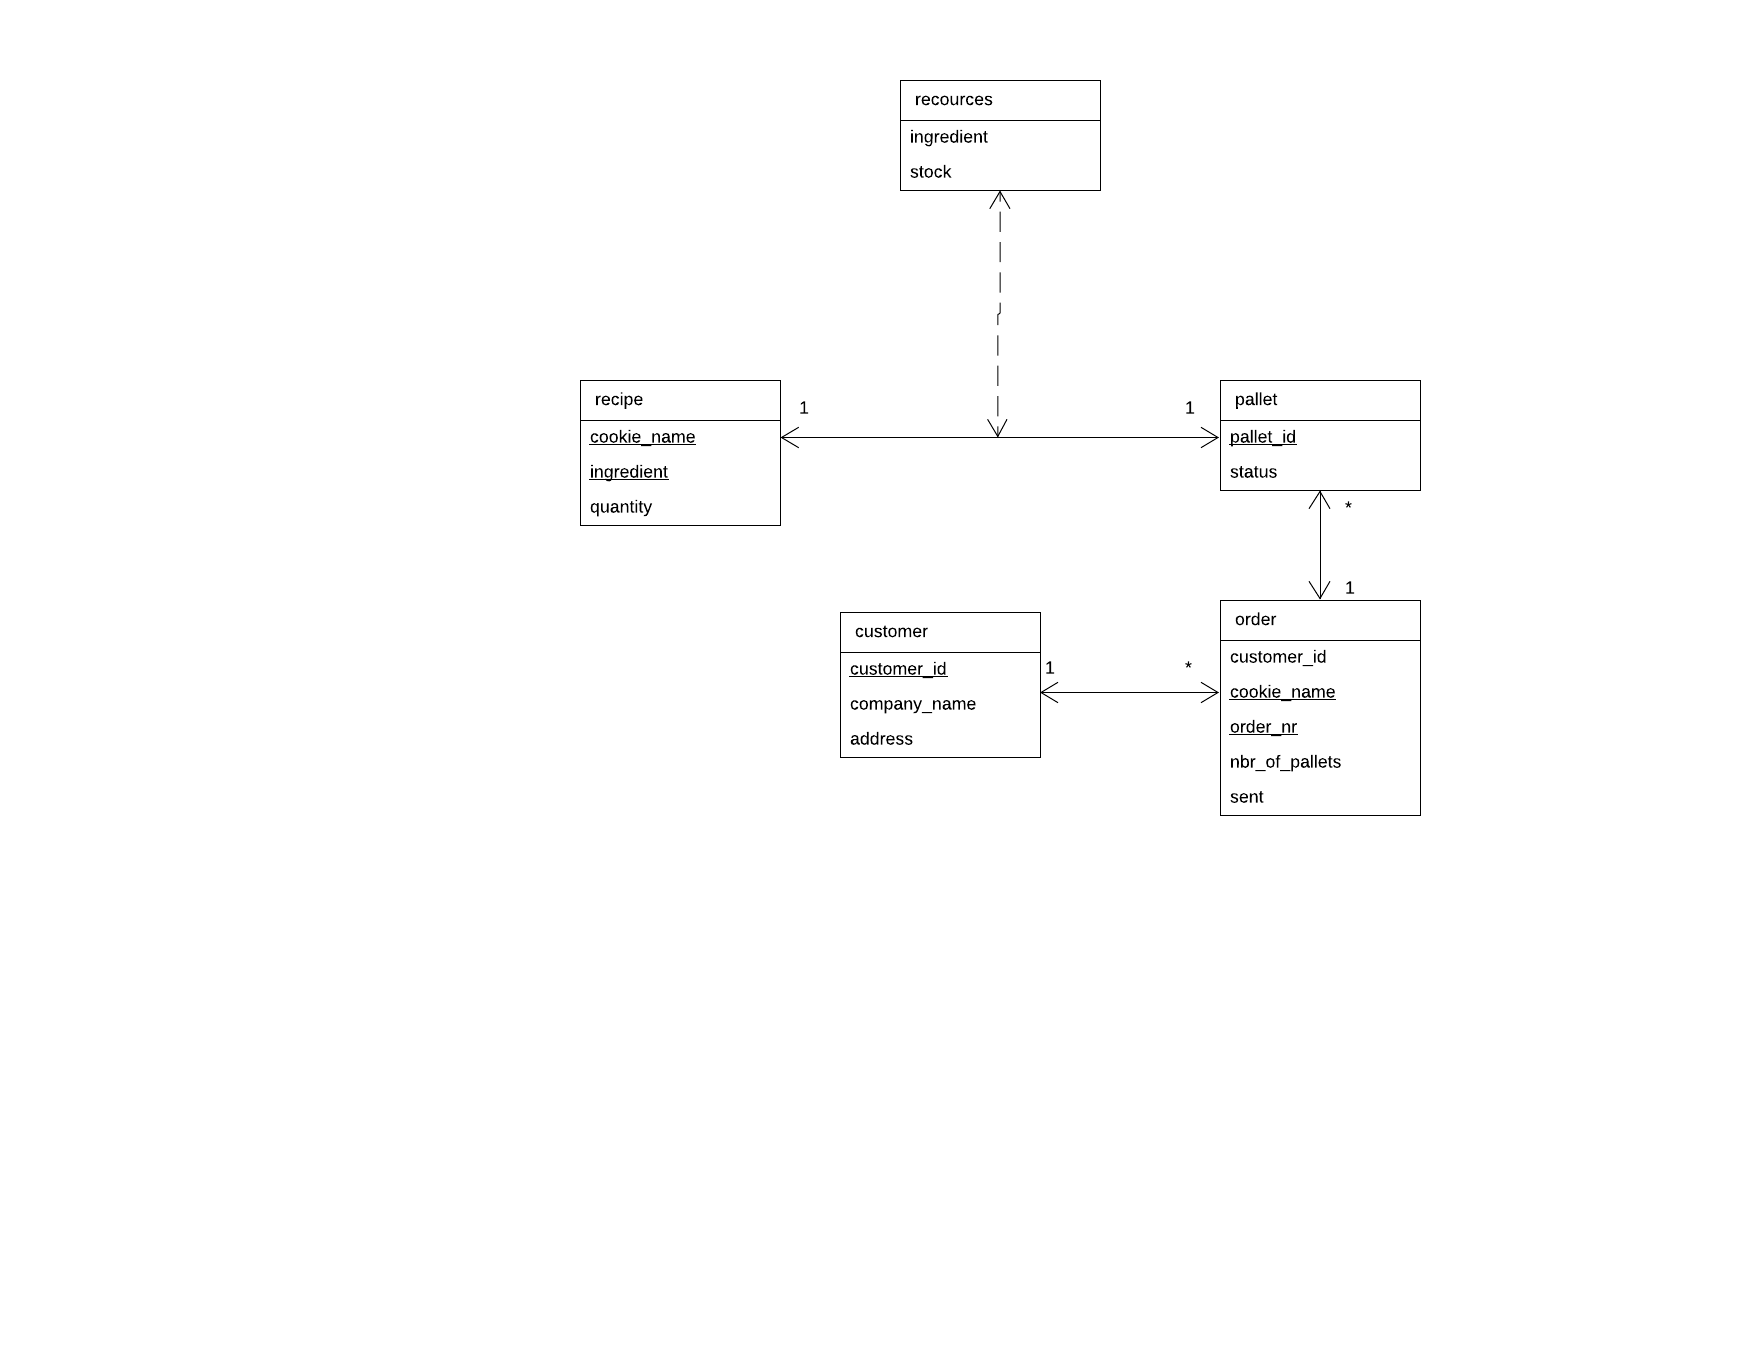 recources
ingredient
stock
recipe
cookie_name
ingredient
quantity
1
1
pallet
pallet_id
status
*
1
customer
customer_id
company_name
address
1
*
order
customer_id
cookie_name
order_nr
nbr_of_pallets
sent